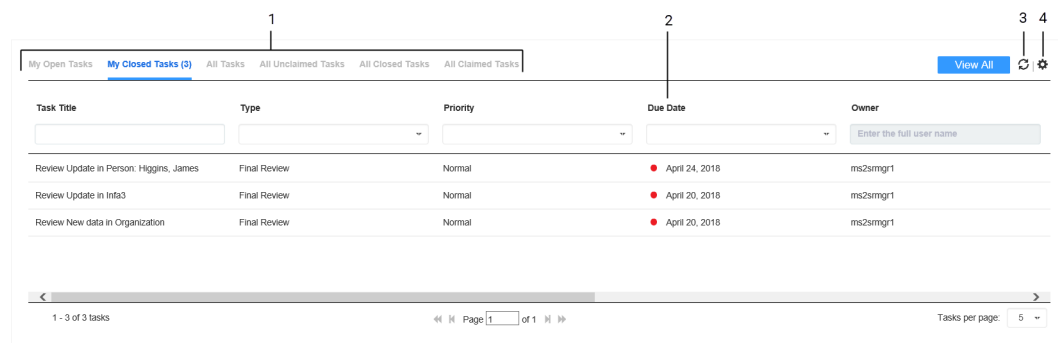 1 2 3 4
My Open Tasks My Closed Tasks (3) All Tasks All Unclaimed Tasks All Closed Tasks All Claimed Tasks View All
Task Title Type Priority Due Date Owner
Enter the full user name
Review Update in Person: Higgins, James Final Review Normal April 24, 2018 ms2srmgr1
Review Update in Infa3 Final Review Normal April 20, 2018 ms2srmgr1
Review New data in Organization Final Review Normal April 20, 2018 ms2srmgr1
1 - 3 of 3 tasks Page 1 of 1 Tasks per page: 5